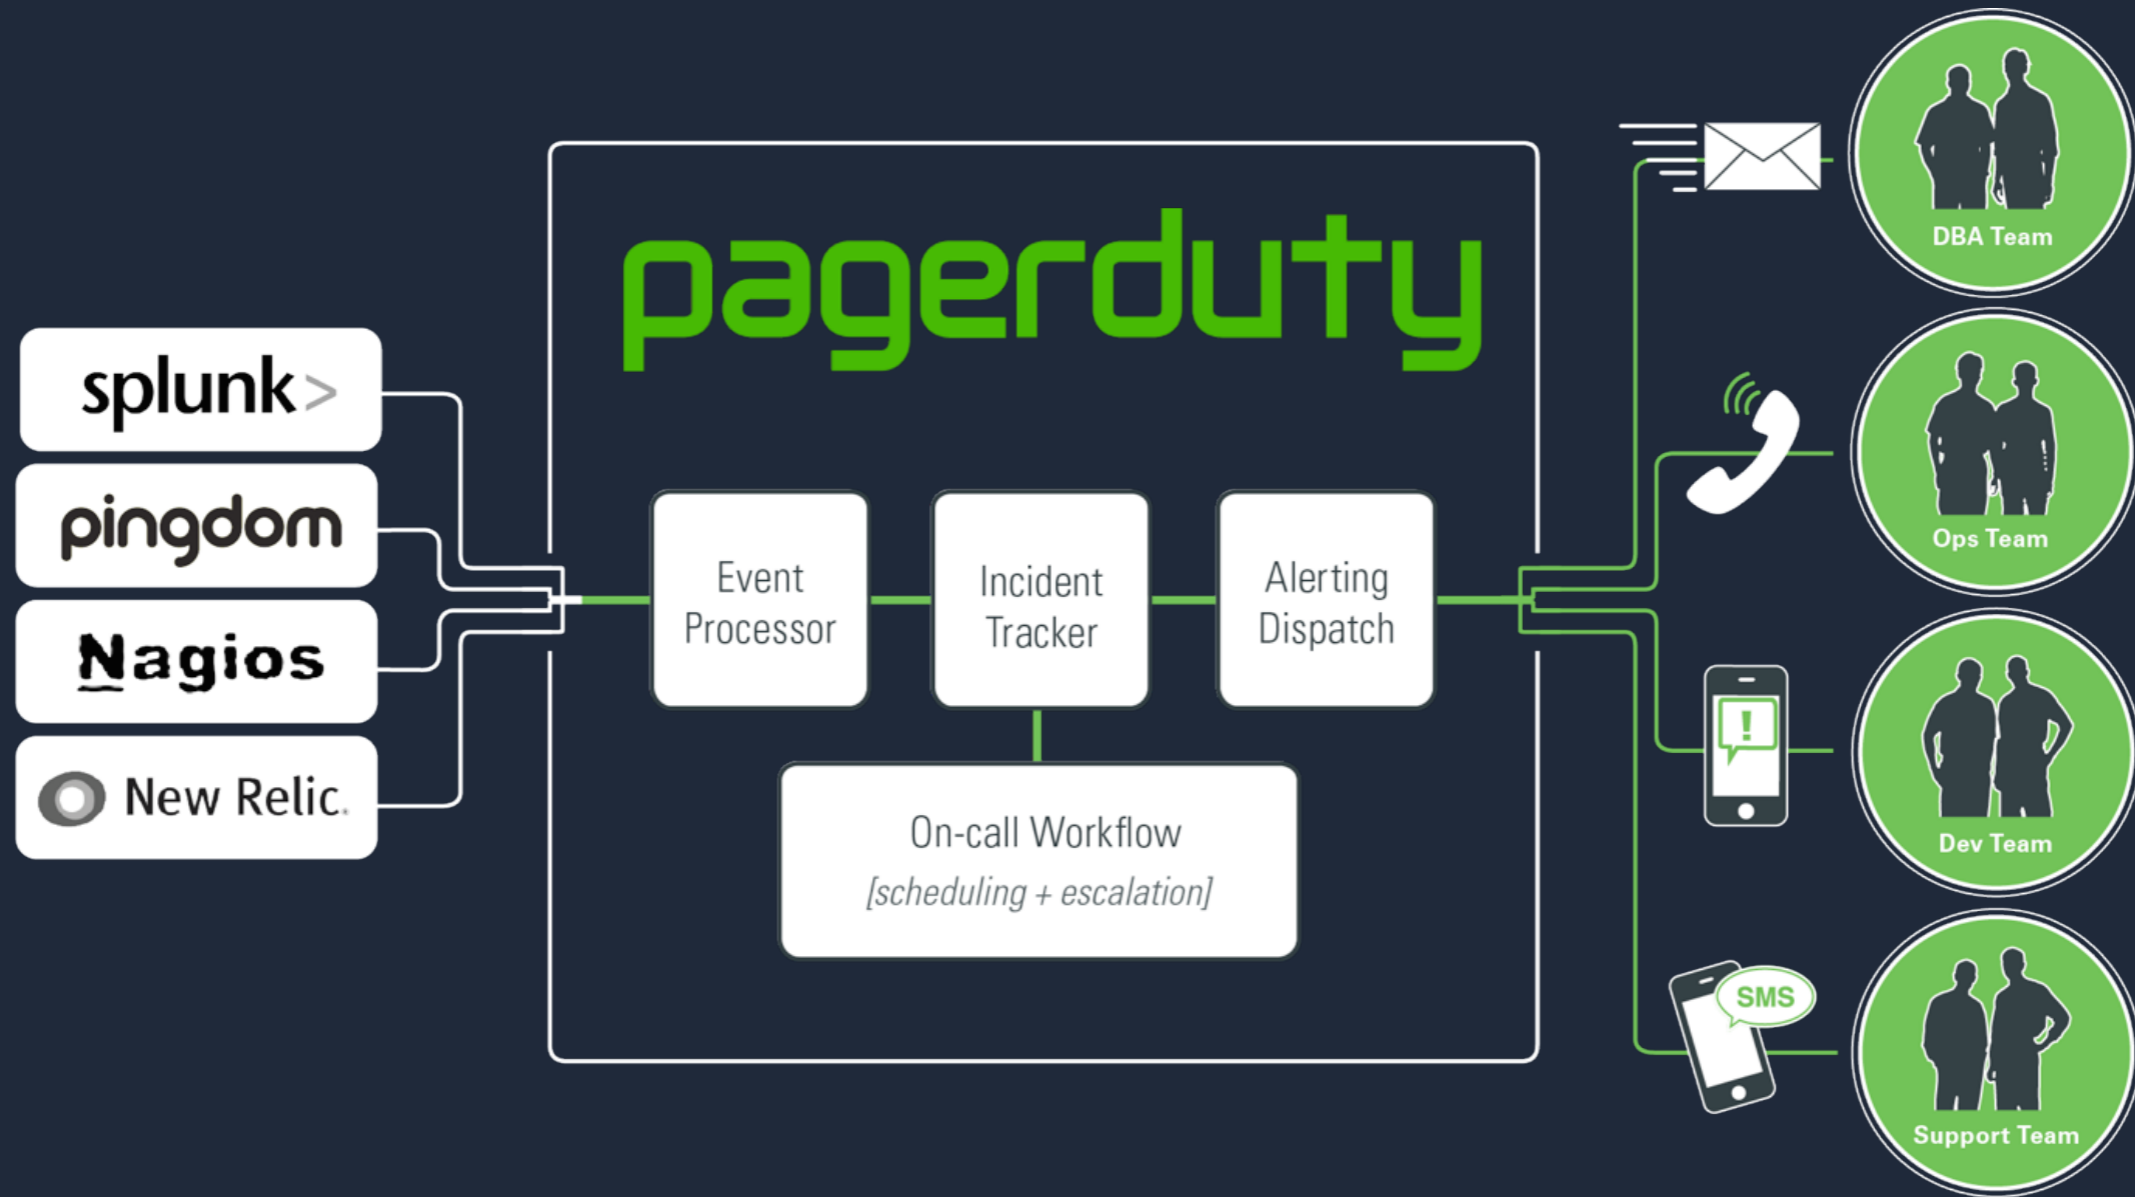 splunk>
pingdom
Nagios
New Relic.
pagerduty
Event
Processor
Incident
Tracker
Alerting
Dispatch
On-call Workflow
[scheduling + escalation]
DBA Team
Ops Team
!
Dev Team
SMS
Support Team